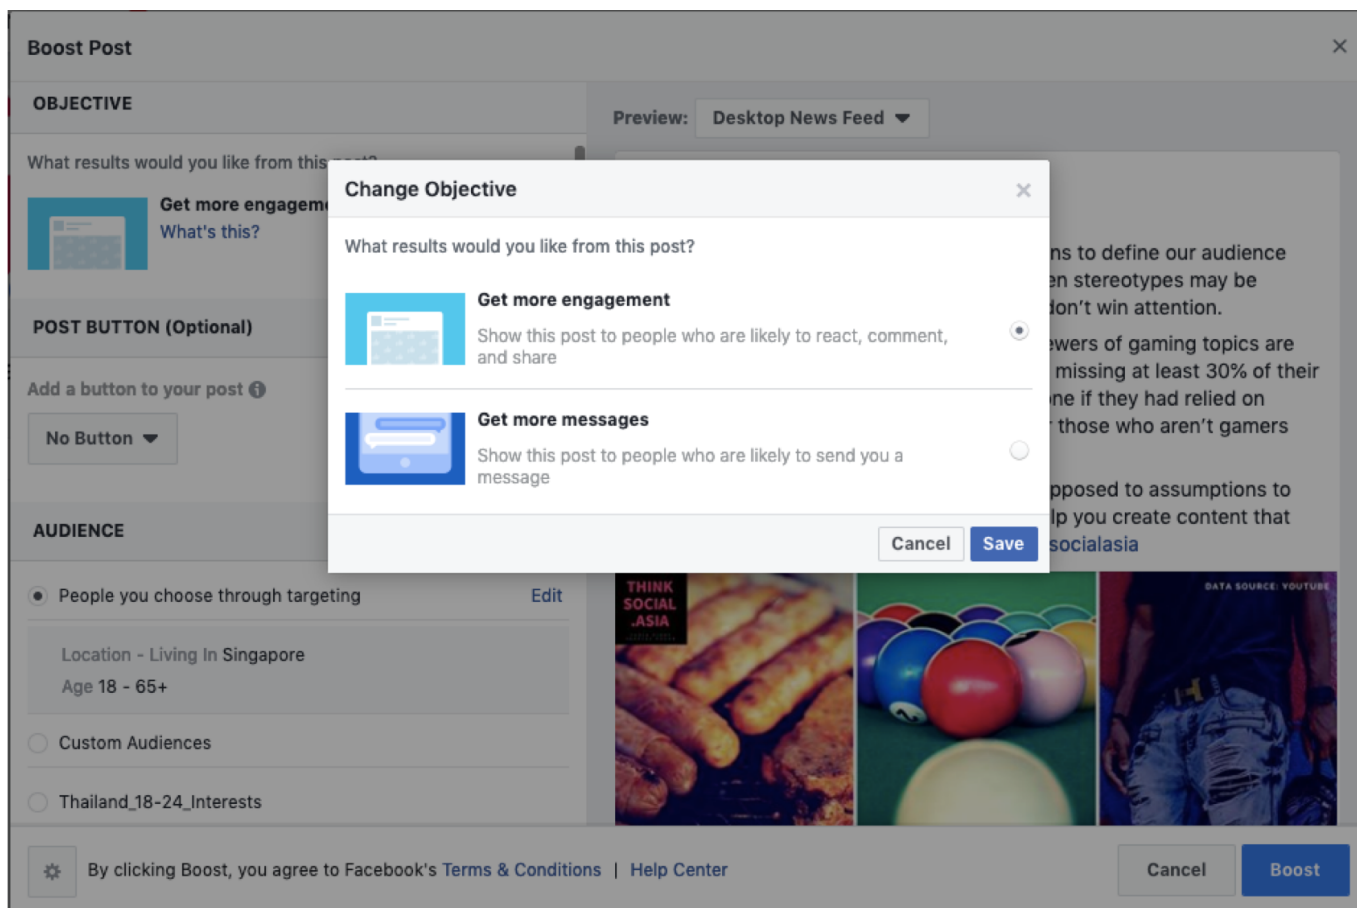 Boost Post
OBJECTIVE
What results would you like from this post?
Get more engagem
What's this?
POST BUTTON (Optional)
Add a button to your post
No Button
AUDIENCE
People you choose through targeting
Edit
Location - Living In Singapore
Age 18 - 65+
Custom Audiences
Thailand_18-24_Interests
Preview:
Desktop News Feed
Change Objective
What results would you like from this post?
Get more engagement
Show this post to people who are likely to react, comment,
and share
Get more messages
Show this post to people who are likely to send you a
message
Cancel
Save
ns to define our audience
en stereotypes may be
don't win attention.
ewers of gaming topics are
missing at least 30% of their
ne if they had relied on
those who aren't gamers
pposed to assumptions to
lp you create content that
socialasia
THINK
SOCIAL
.ASIA
DATA SOURCE: YOUTUBE
2
By clicking Boost, you agree to Facebook's Terms & Conditions | Help Center
Cancel
Boost